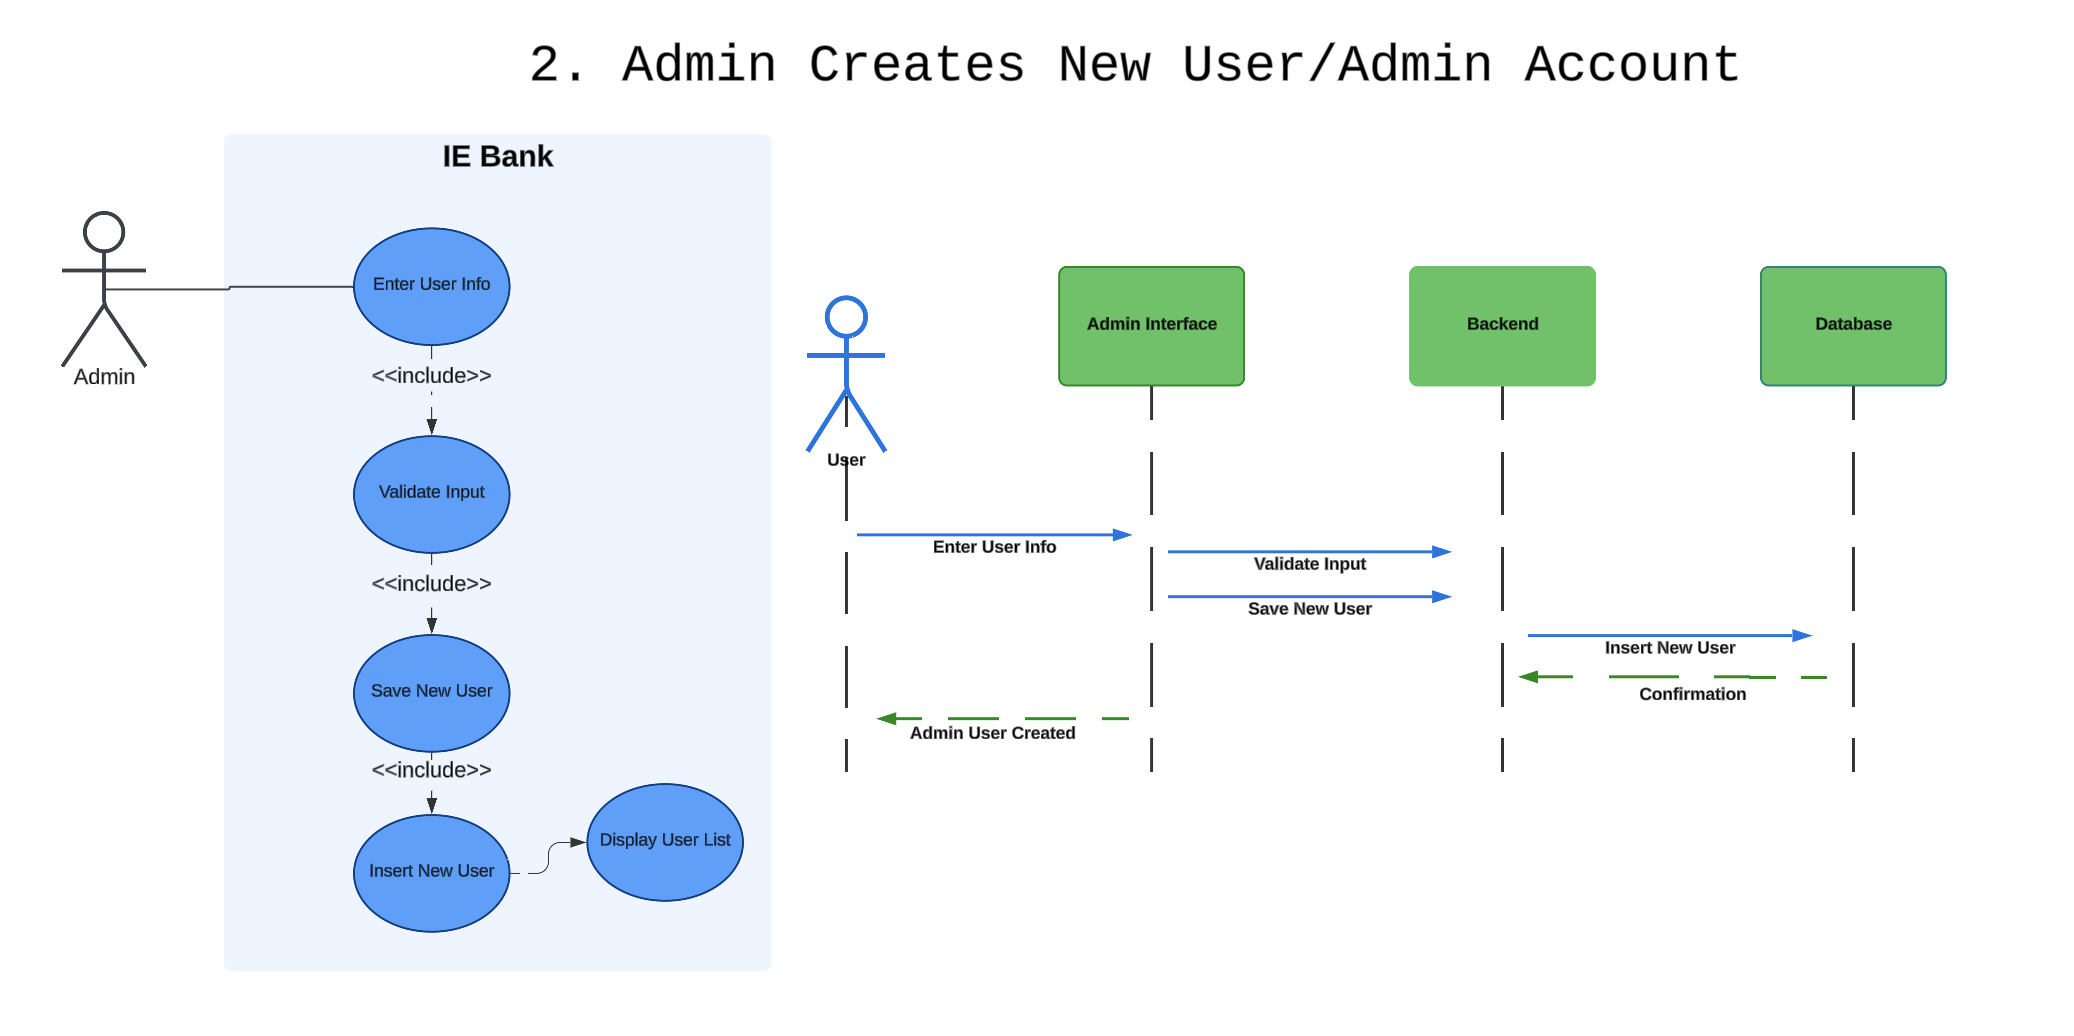 2. Admin Creates New User/Admin Account
IE Bank
Admin
Enter User Info
<<include>>
Validate Input
<<include>>
Save New User
<<include>>
Insert New User
Display User List
User
Admin Interface
Backend
Database
Enter User Info
Validate Input
Save New User
Insert New User
Confirmation
Admin User Created